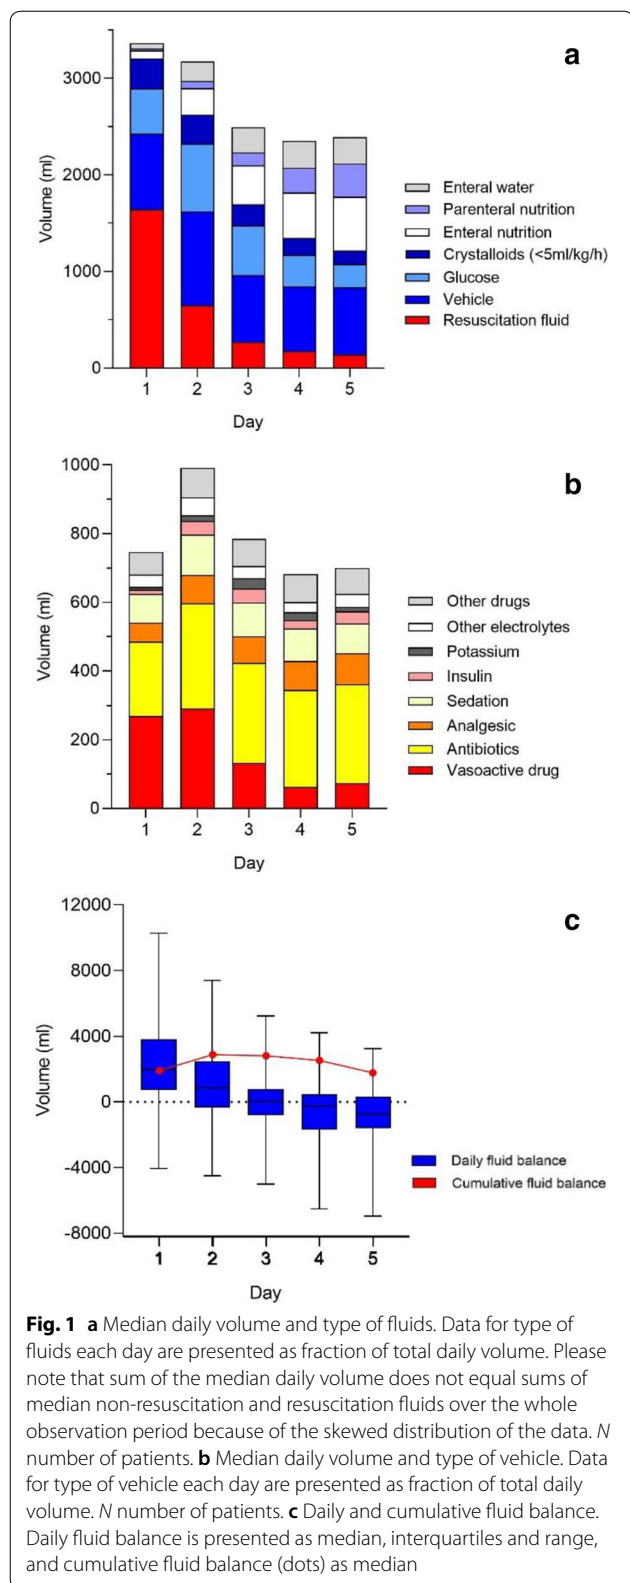 a
3000
2000
1000
0
Volume (ml)
1 2 3 4 5
Day
Enteral water
Parenteral nutrition
Enteral nutrition
Crystalloids (<5ml/kg/h)
Glucose
Vehicle
Resuscitation fluid
b
1000
800
600
400
200
0
Volume (ml)
1 2 3 4 5
Day
Other drugs
Other electrolytes
Potassium
Insulin
Sedation
Analgesic
Antibiotics
Vasoactive drug
c
12000
8000
4000
0
-4000
-8000
Volume (ml)
1 2 3 4 5
Day
Daily fluid balance
Cumulative fluid balance
Fig. 1 a Median daily volume and type of fluids. Data for type of
fluids each day are presented as fraction of total daily volume. Please
note that sum of the median daily volume does not equal sums of
median non-resuscitation and resuscitation fluids over the whole
observation period because of the skewed distribution of the data. N
number of patients. b Median daily volume and type of vehicle. Data
for type of vehicle each day are presented as fraction of total daily
volume. N number of patients. c Daily and cumulative fluid balance.
Daily fluid balance is presented as median, interquartiles and range,
and cumulative fluid balance (dots) as median